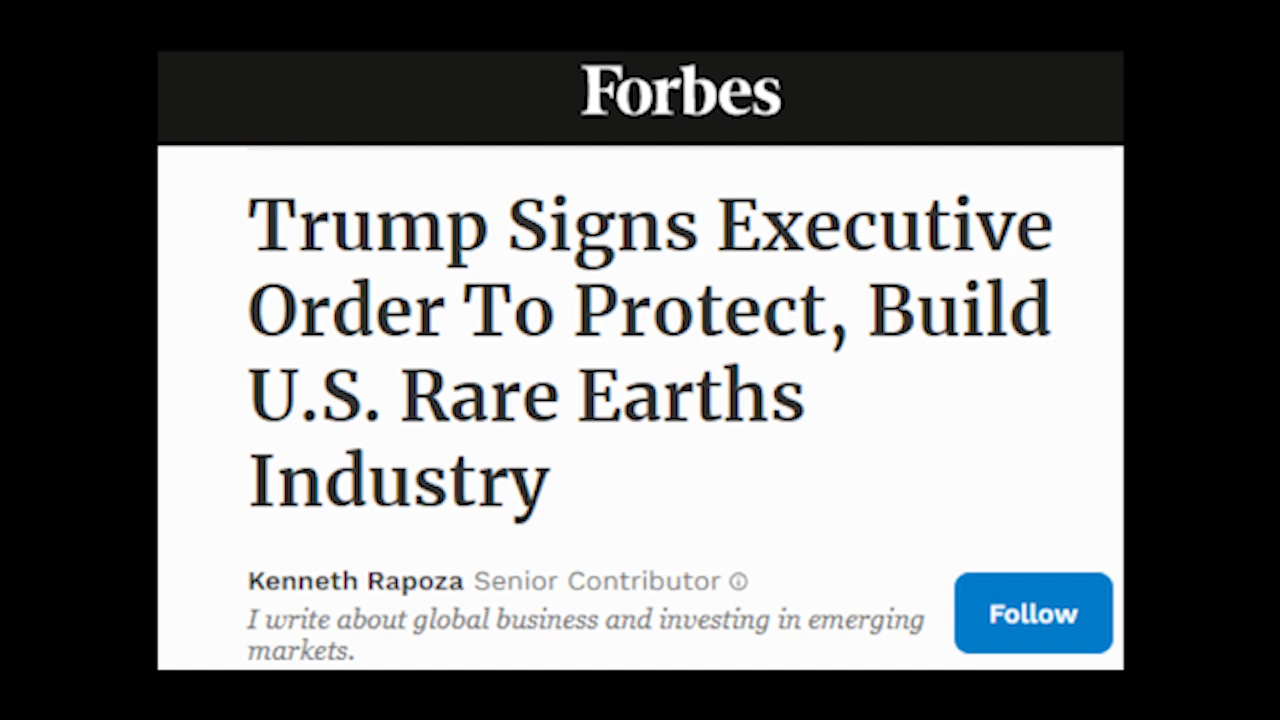 Forbes
Trump Signs Executive
Order To Protect, Build
U.S. Rare Earths
Industry
Kenneth Rapoza Senior Contributor
I write about global business and investing in emerging
markets.
Follow